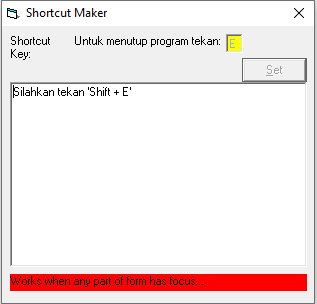 Shortcut Maker
Shortcut Key: Untuk menutup program tekan: E
Set
Silahkan tekan 'Shift + E'
Works when any part of form has focus...